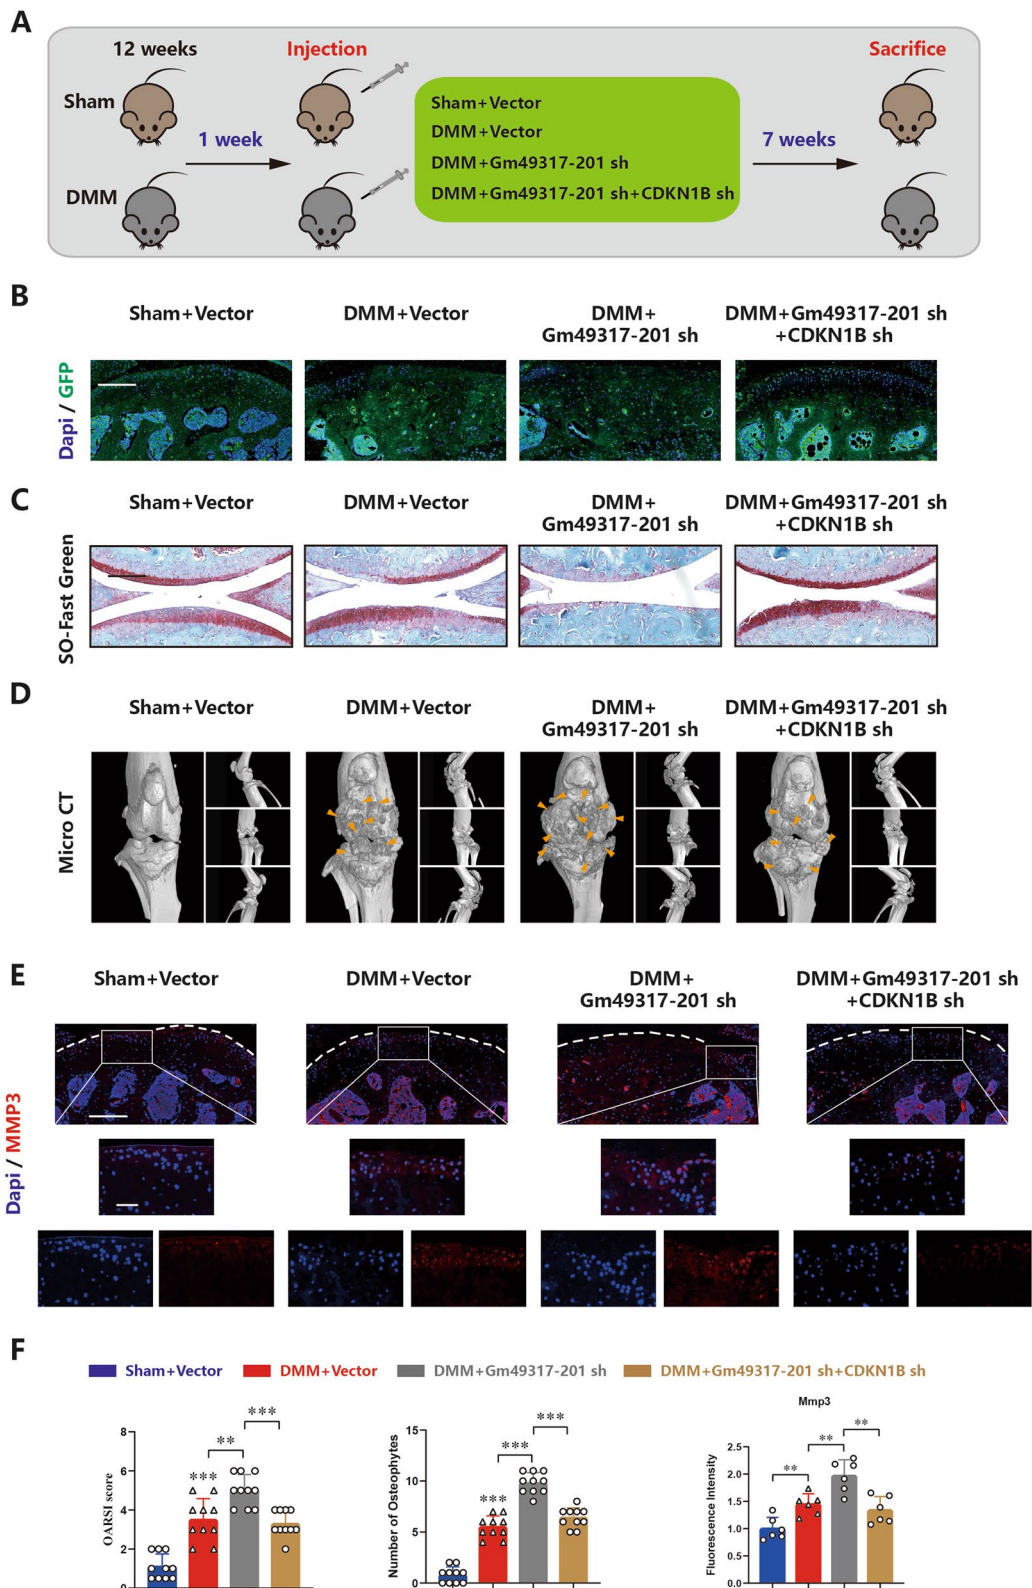 A
12 weeks
Injection
Sacrifice
Sham
Sham+Vector
DMM+Vector
1 week
7 weeks
DMM+Gm49317-201 sh
DMM
DMM+Gm49317-201 sh+CDKN1B sh
B
Sham+Vector
DMM+Vector
DMM+
Gm49317-201 sh
DMM+Gm49317-201 sh
+CDKN1B sh
Dapi / GFP
C
Sham+Vector
DMM+Vector
DMM+
Gm49317-201 sh
DMM+Gm49317-201 sh
+CDKN1B sh
SO-Fast Green
D
Sham+Vector
DMM+Vector
DMM+
Gm49317-201 sh
DMM+Gm49317-201 sh
+CDKN1B sh
Micro CT
E
Sham+Vector
DMM+Vector
DMM+
Gm49317-201 sh
DMM+Gm49317-201 sh
+CDKN1B sh
Dapi / MMP3
F
Sham+Vector
DMM+Vector
DMM+Gm49317-201 sh
DMM+Gm49317-201 sh+CDKN1B sh
OARSI score
8
6
4
2
0
***
**
***
Number of Osteophytes
15
10
5
0
***
***
***
Mmp3
Fluorescence Intensity
2.5
2.0
1.5
1.0
0.5
0
**
**
**